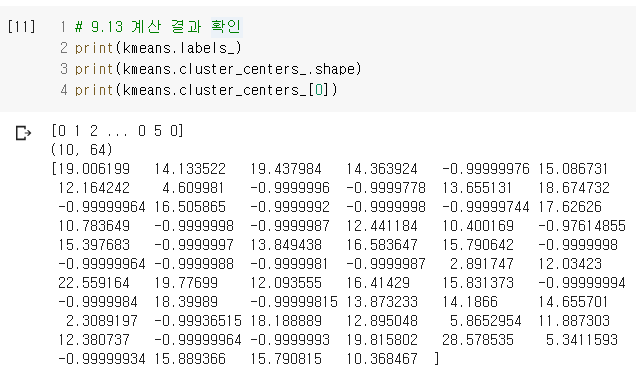 [11] 1 # 9.13 계산 결과 확인
2 print(kmeans.labels_)
3 print(kmeans.cluster_centers_.shape)
4 print(kmeans.cluster_centers_[0])
[0 1 2 ... 0 5 0]
(10, 64)
[19.006199 14.133522 19.437984 14.363924 -0.99999976 15.086731
12.164242 4.609981 -0.9999996 -0.9999778 13.655131 18.674732
-0.99999964 16.505865 -0.9999992 -0.9999998 -0.99999744 17.62626
10.783649 -0.9999998 -0.9999987 12.441184 10.400169 -0.97614855
15.397683 -0.9999997 13.849438 16.583647 15.790642 -0.9999998
-0.99999964 -0.9999988 -0.9999981 -0.9999987 2.891747 12.03423
22.559164 19.77699 12.093555 16.41429 15.831373 -0.99999994
-0.9999984 18.39989 -0.99999815 13.873233 14.1866 14.655701
2.3089197 -0.99936515 18.188889 12.895048 5.8652954 11.887303
12.380737 -0.99999964 -0.9999993 19.815802 28.578535 5.3411593
-0.99999934 15.889366 15.790815 10.368467 ]